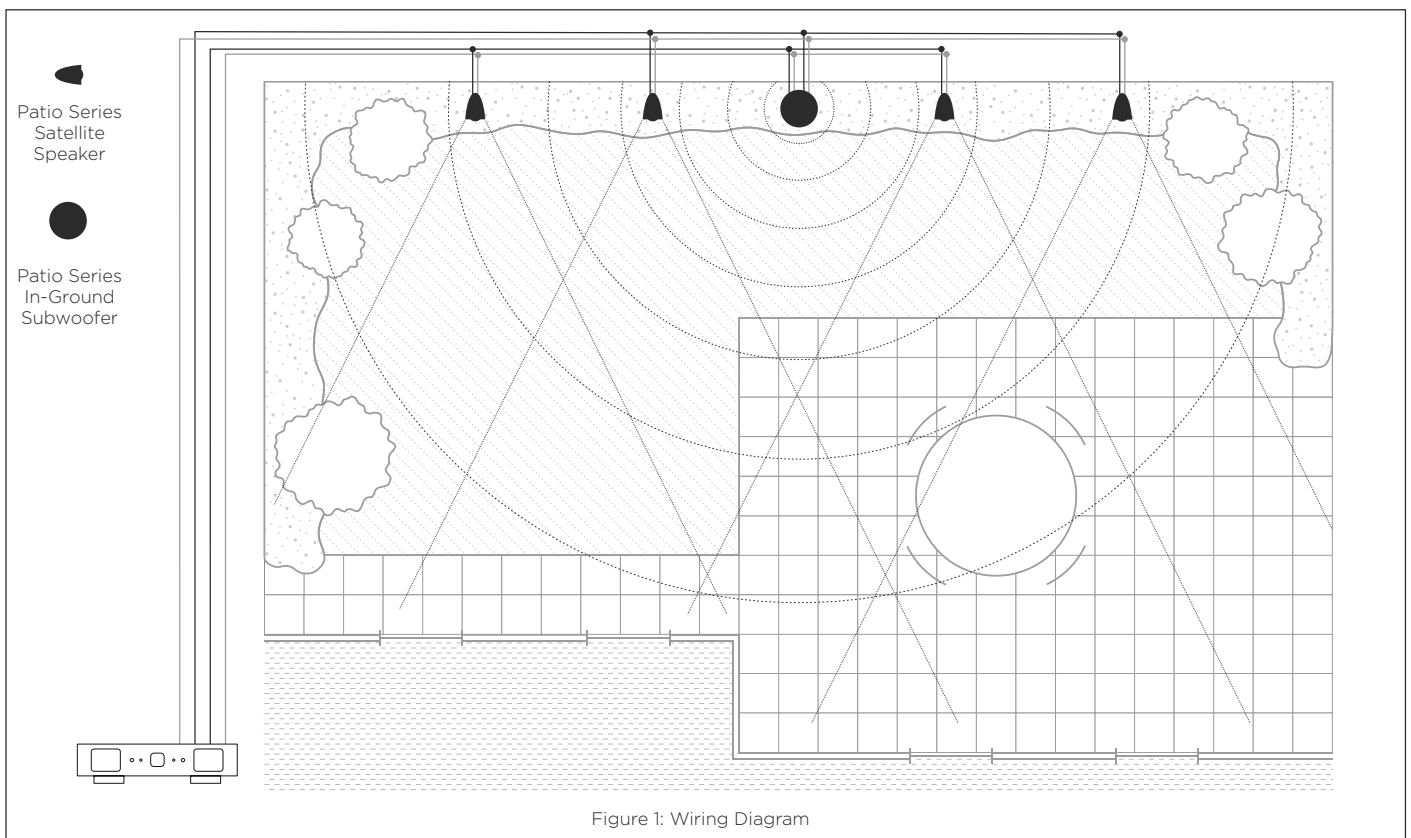 Patio Series
Satellite
Speaker
Patio Series
In-Ground
Subwoofer
Figure 1: Wiring Diagram